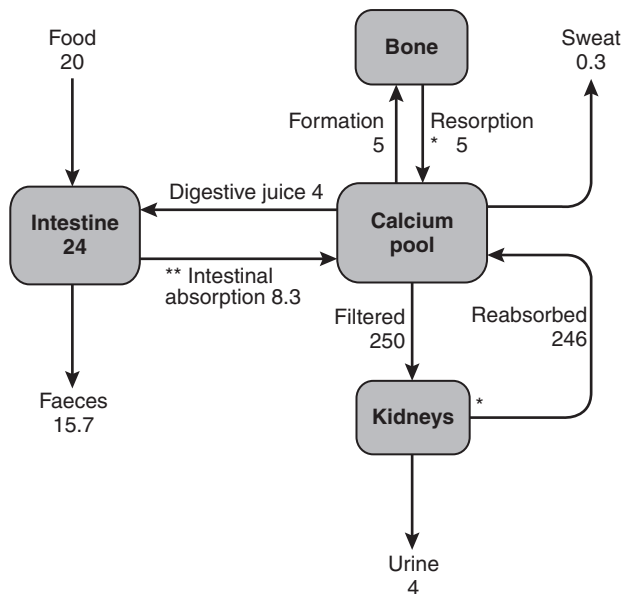 Food
20
Bone
Sweat
0.3
Formation
5
Resorption
* 5
Digestive juice 4
Intestine
24
Calcium
pool
** Intestinal
absorption 8.3
Filtered
250
Reabsorbed
246
Faeces
15.7
Kidneys
*
Urine
4